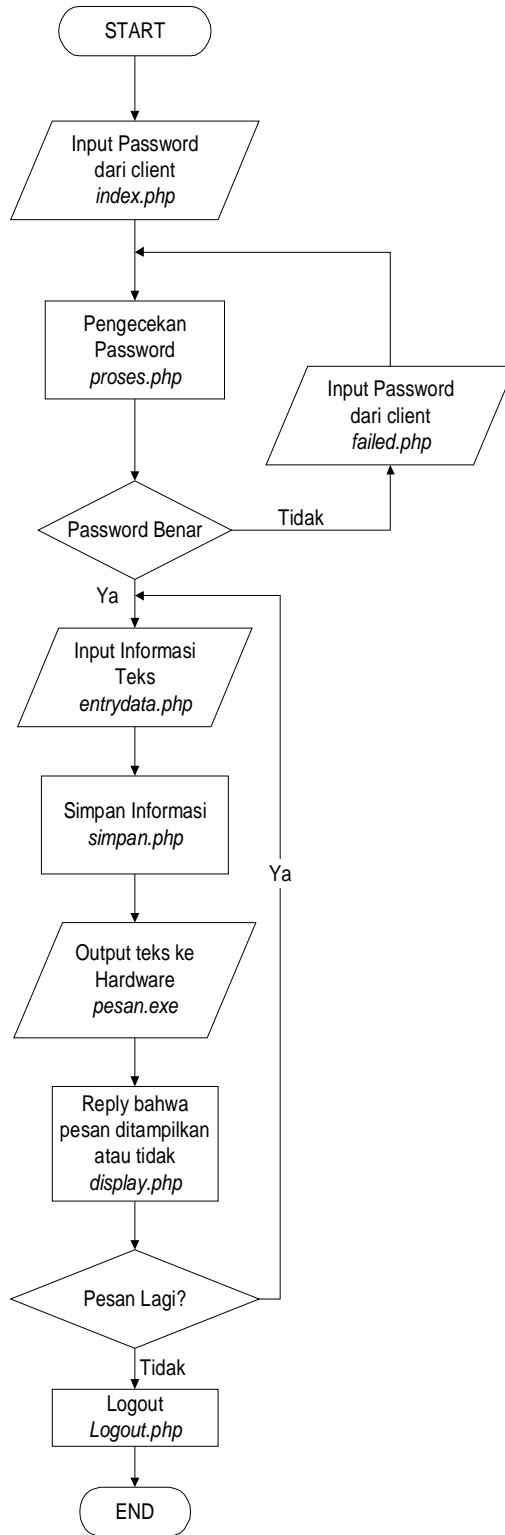 START
Input Password
dari client
index.php
Pengecekan
Password
proses.php
Input Password
dari client
failed.php
Password Benar
Tidak
Ya
Input Informasi
Teks
entrydata.php
Simpan Informasi
simpan.php
Ya
Output teks ke
Hardware
pesan.exe
Reply bahwa
pesan ditampilkan
atau tidak
display.php
Pesan Lagi?
Tidak
Logout
Logout.php
END